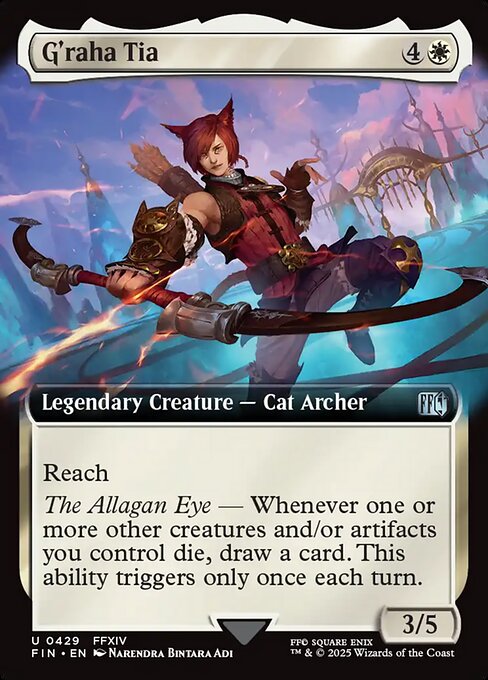 G'raha Tia 4
Legendary Creature — Cat Archer
Reach
The Allagan Eye — Whenever one or
more other creatures and/or artifacts
you control die, draw a card. This
ability triggers only once each turn.
3/5
U 0429 FFXIV
FIN • EN Narendra Bintara Adi
FF© SQUARE ENIX
™ & © 2025 Wizards of the Coast